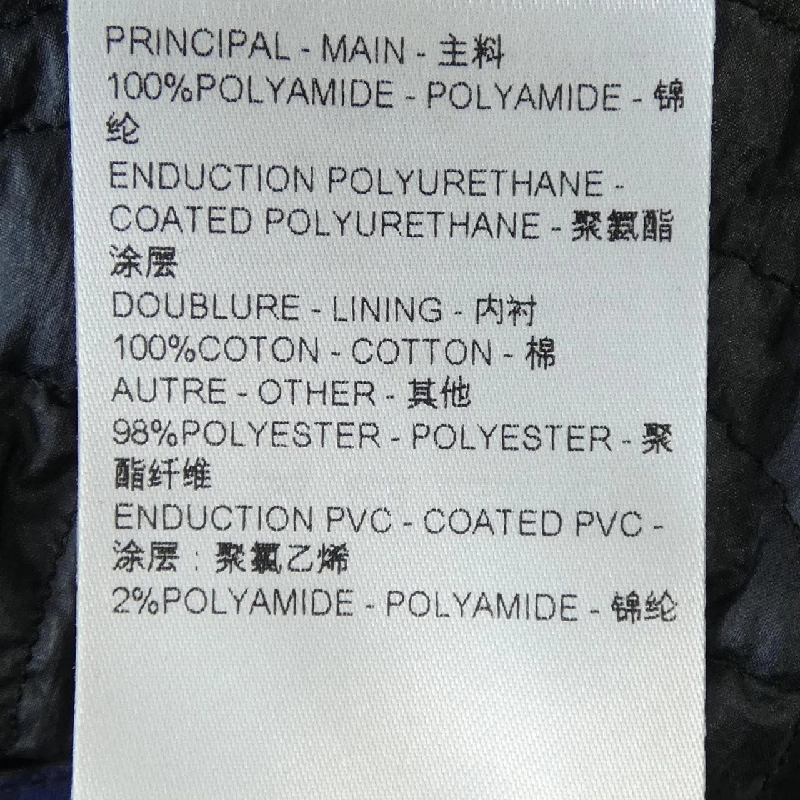 PRINCIPAL - MAIN - 主料
100%POLYAMIDE - POLYAMIDE - 锦
纶
ENDUCTION POLYURETHANE -
COATED POLYURETHANE - 聚氨酯
涂层
DOUBLURE - LINING - 内衬
100%COTON - COTTON - 棉
AUTRE - OTHER - 其他
98%POLYESTER - POLYESTER - 聚
酯纤维
ENDUCTION PVC - COATED PVC -
涂层 : 聚氯乙烯
2%POLYAMIDE - POLYAMIDE - 锦纶